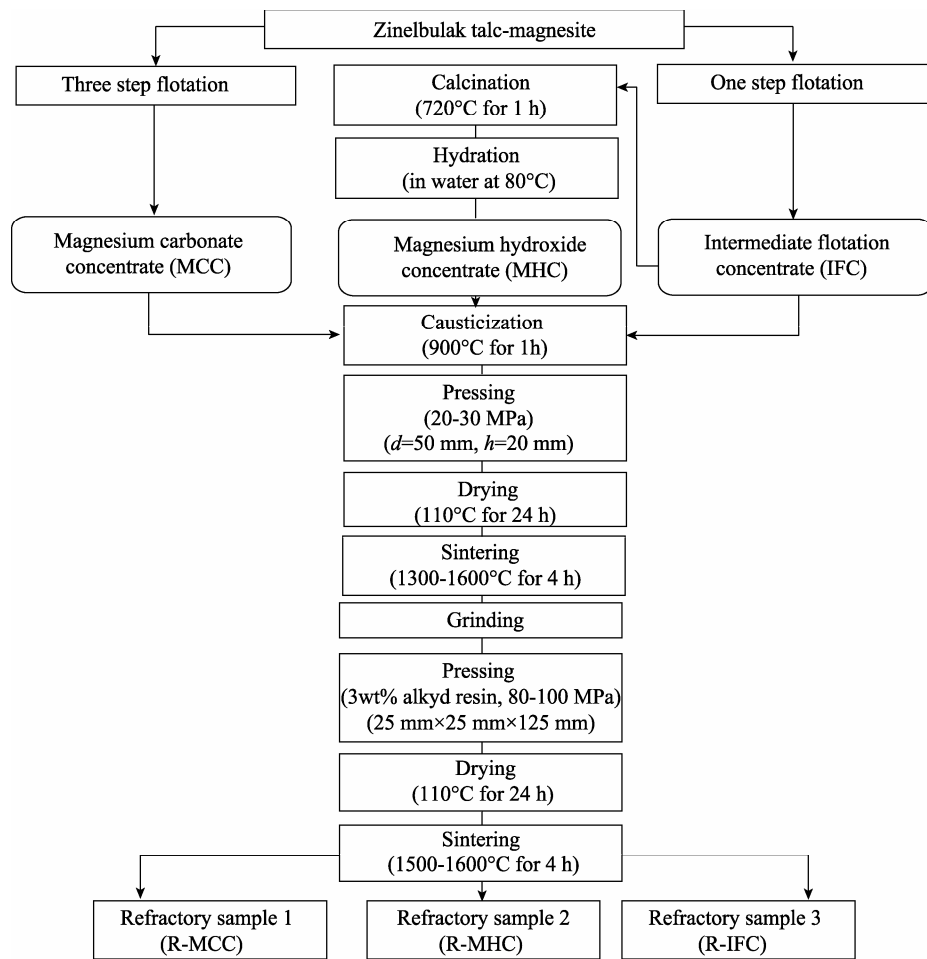 Zinelbulak talc-magnesite
Three step flotation
Calcination
(720°C for 1 h)
One step flotation
Hydration
(in water at 80°C)
Magnesium carbonate
concentrate (MCC)
Magnesium hydroxide
concentrate (MHC)
Intermediate flotation
concentrate (IFC)
Causticization
(900°C for 1h)
Pressing
(20-30 MPa)
(d=50 mm, h=20 mm)
Drying
(110°C for 24 h)
Sintering
(1300-1600°C for 4 h)
Grinding
Pressing
(3wt% alkyd resin, 80-100 MPa)
(25 mm×25 mm×125 mm)
Drying
(110°C for 24 h)
Sintering
(1500-1600°C for 4 h)
Refractory sample 1
(R-MCC)
Refractory sample 2
(R-MHC)
Refractory sample 3
(R-IFC)